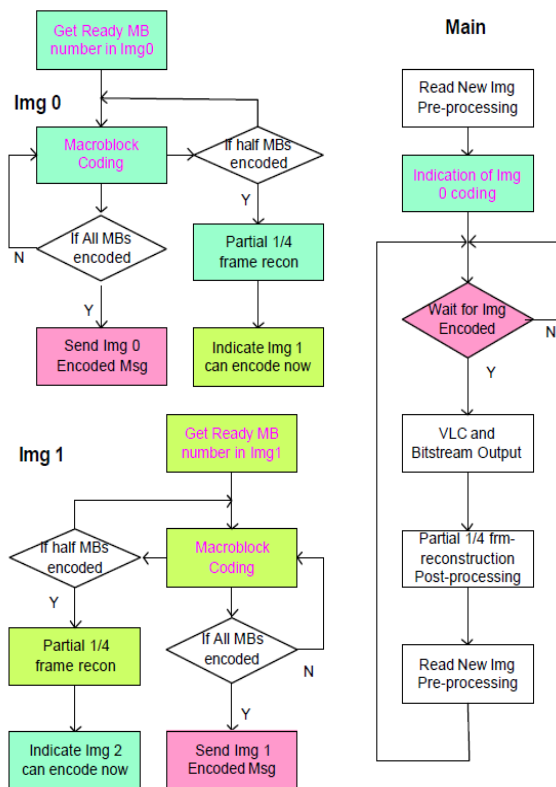 Get Ready MB
number in Img0
Img 0
Macroblock
Coding
If half MBs
encoded
Y
If All MBs
encoded
N
Y
Partial 1/4
frame recon
Send Img 0
Encoded Msg
Indicate Img 1
can encode now
Img 1
Get Ready MB
number in Img1
If half MBs
encoded
Macroblock
Coding
Y
If All MBs
encoded
N
Partial 1/4
frame recon
Y
Indicate Img 2
can encode now
Send Img 1
Encoded Msg
Main
Read New Img
Pre-processing
Indication of Img
0 coding
Wait for Img
Encoded
N
Y
VLC and
Bitstream Output
Partial 1/4 frm-
reconstruction
Post-processing
Read New Img
Pre-processing